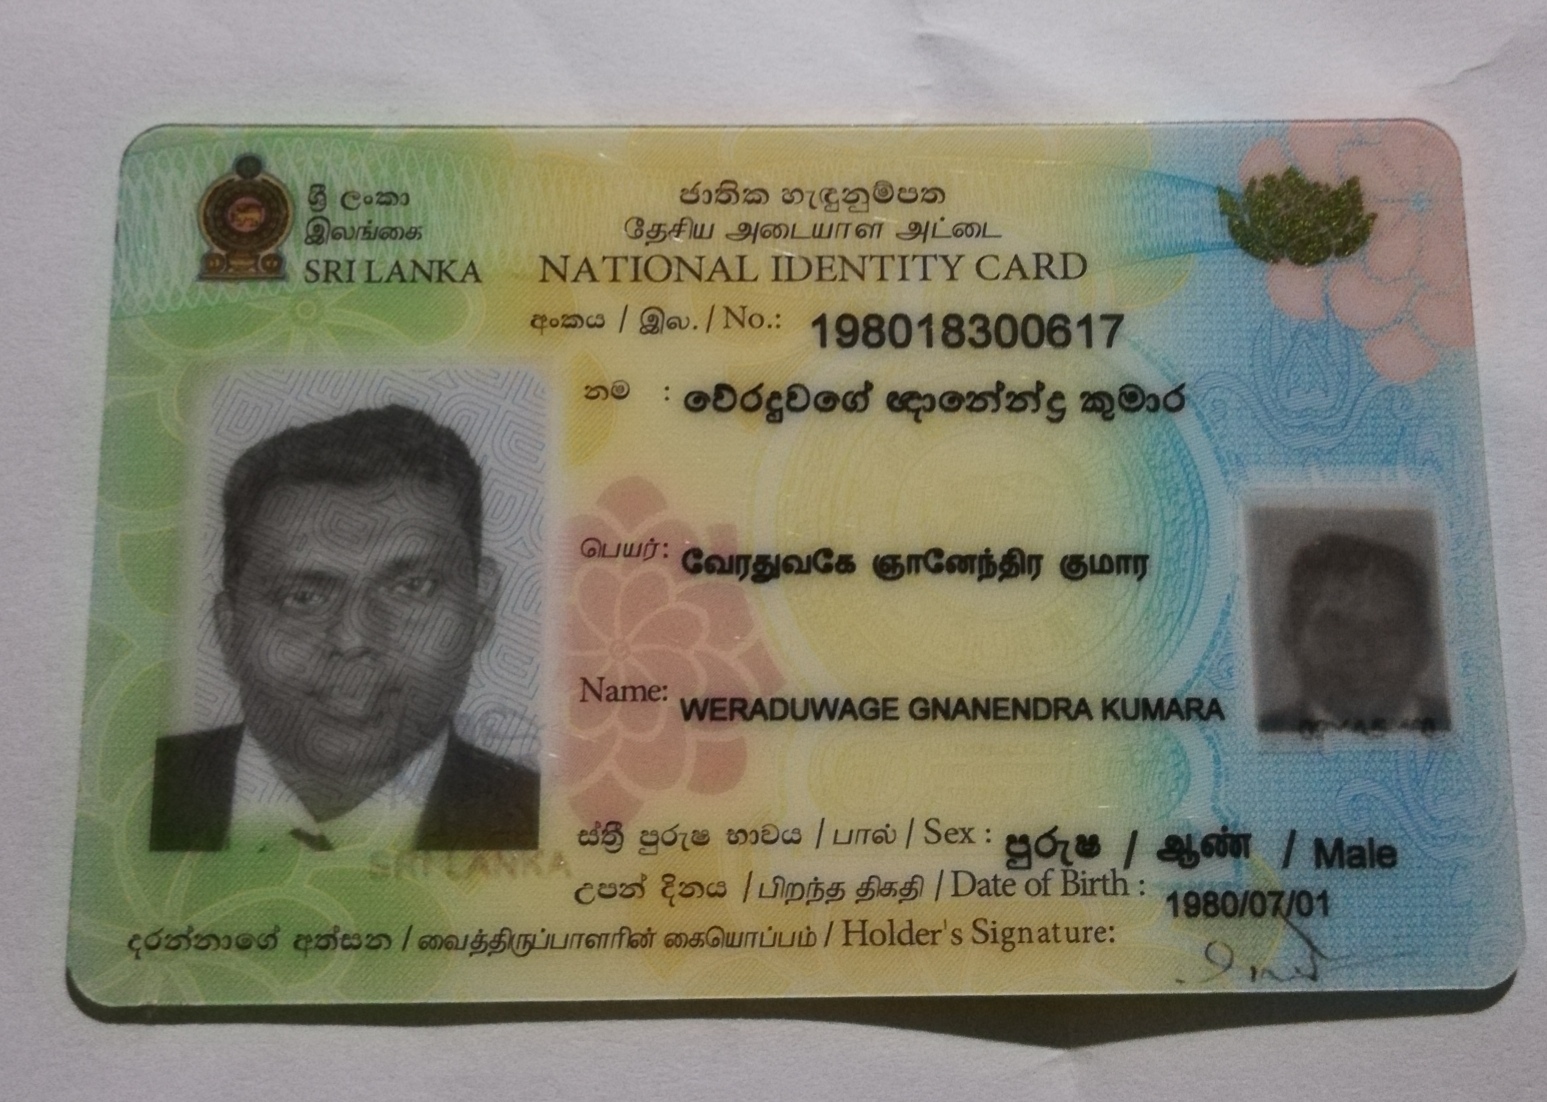 ශ්‍රී ලංකා
இலங்கை
SRI LANKA
ජාතික හැඳුනුම්පත
தேசிய அடையாள அட்டை
NATIONAL IDENTITY CARD
අංකය / இல. / No.: 198018300617
නම : වේරදුවගේ ඥානේන්ද්‍ර කුමාර
பெயர்: வேரதுவகே ஞானேந்திர குமார
Name: WERADUWAGE GNANENDRA KUMARA
SRI LANKA
ස්ත්‍රී පුරුෂ භාවය / பால் / Sex : පුරුෂ / ஆண் / Male
උපන් දිනය / பிறந்த திகதி / Date of Birth : 1980/07/01
දරන්නාගේ අත්සන / வைத்திருப்பாளரின் கையொப்பம் / Holder's Signature: